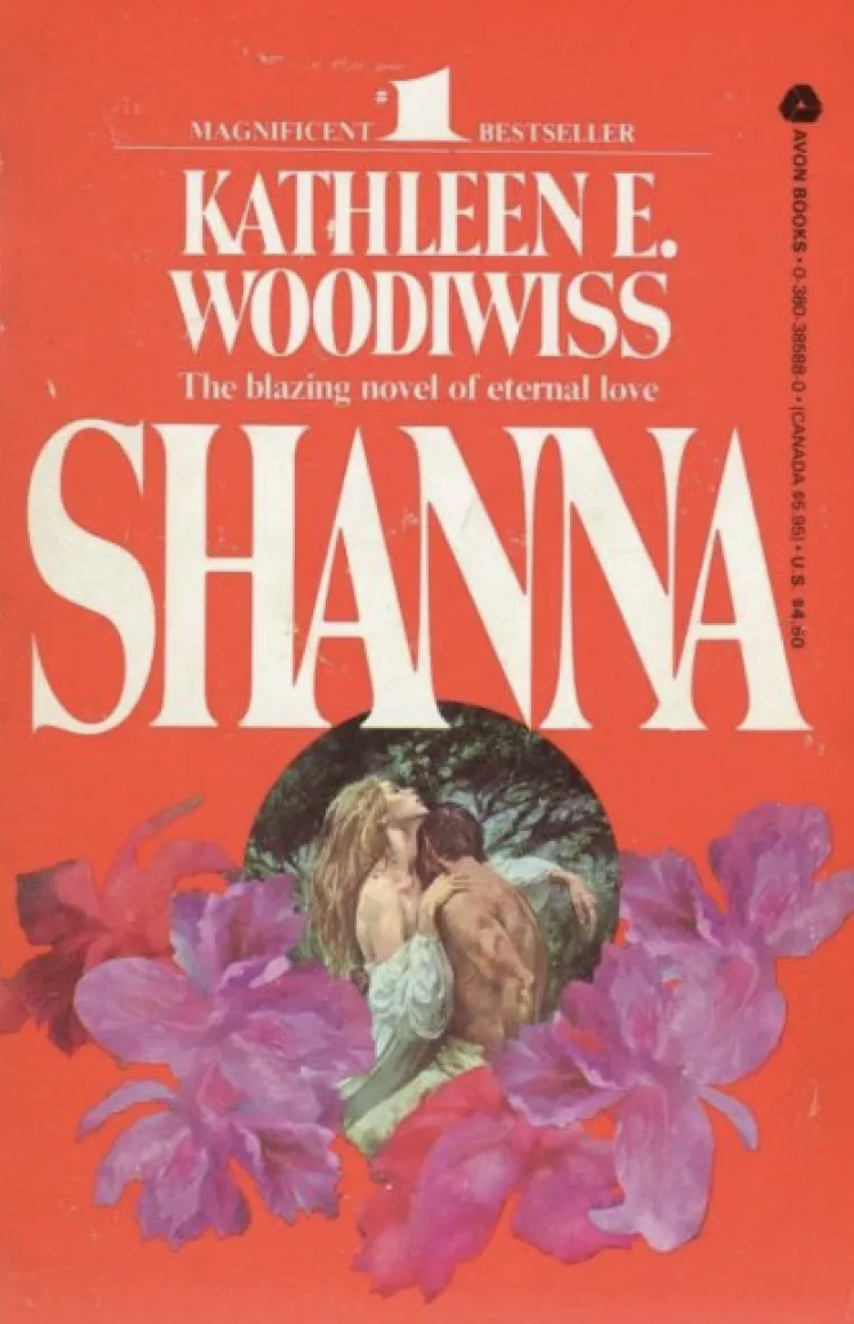 #1
MAGNIFICENT BESTSELLER
KATHLEEN E.
WOODIWISS
The blazing novel of eternal love
SHANNA
AVON BOOKS • 0-380-38588-0 • (CANADA $5.95) • U.S. $4.50